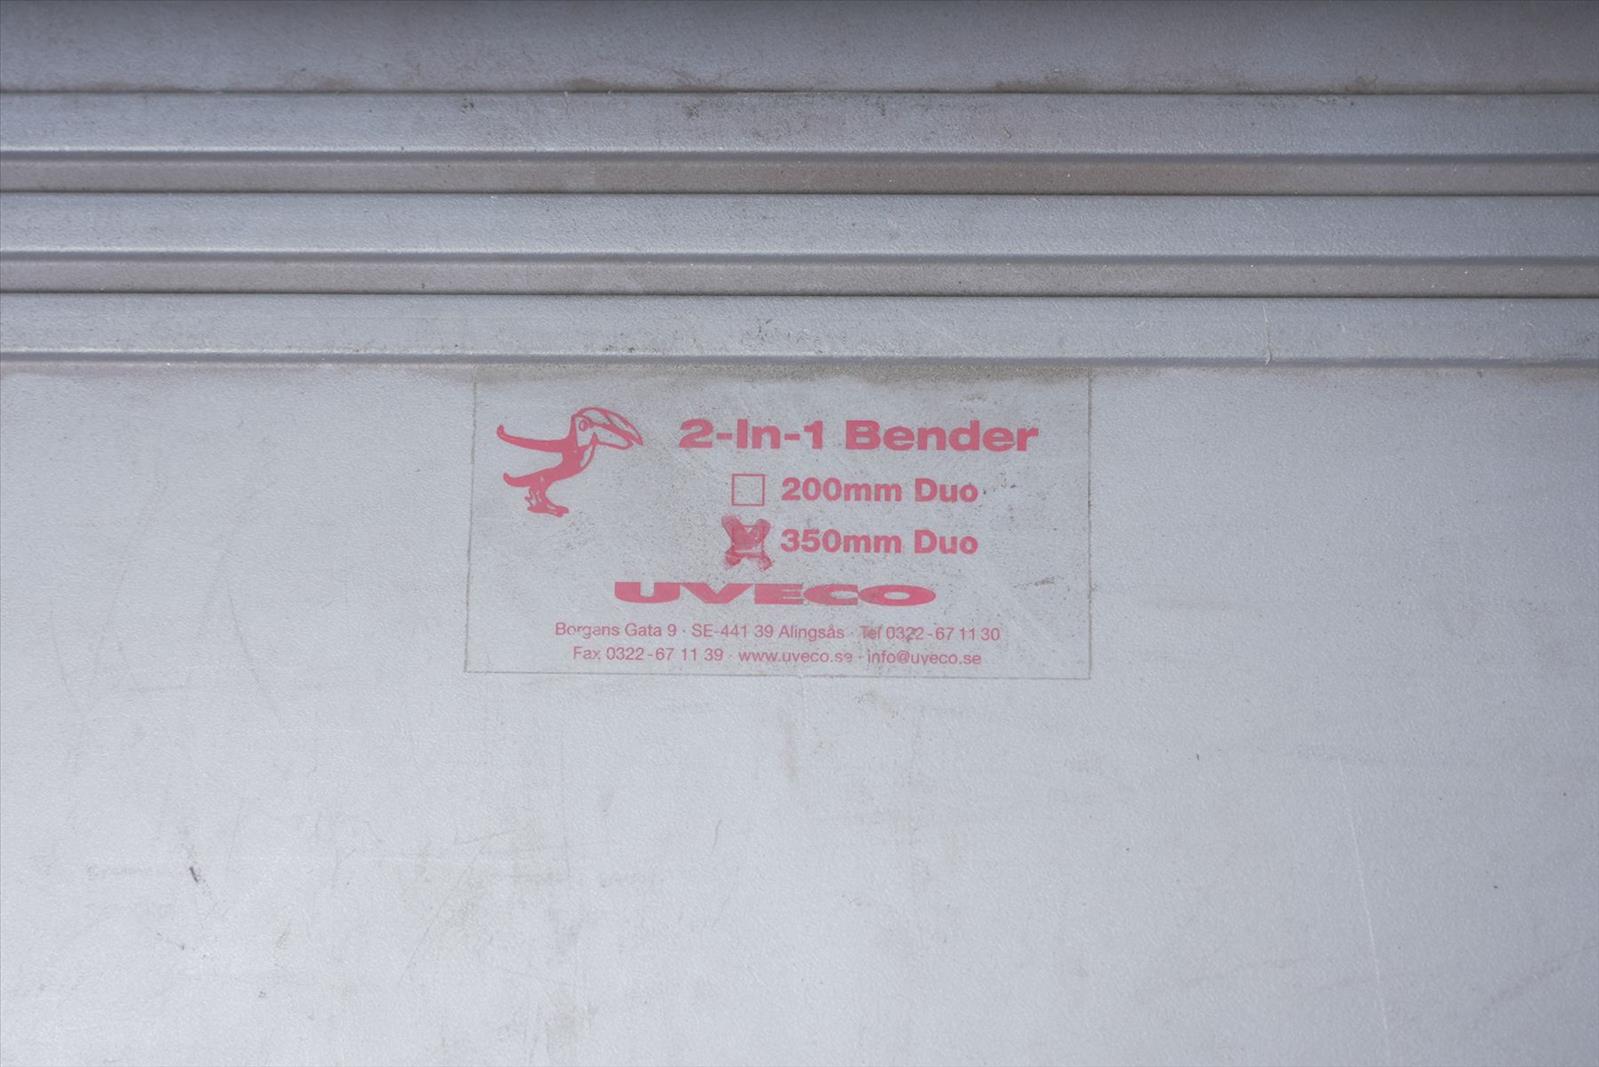 2-In-1 Bender
200mm Duo
350mm Duo
UVECO
Borgens Gata 9 · SE-441 39 Alingsås · Tel 0322-67 11 30
Fax 0322-67 11 39 · www.uveco.se · info@uveco.se